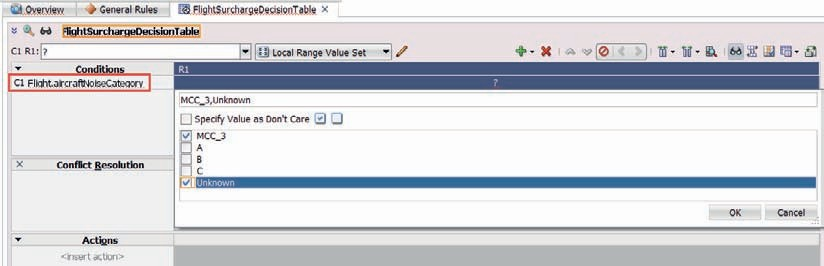 Overview General Rules FlightSurchargeDecisionTable
FlightSurchargeDecisionTable
C1 R1: ? Local Range Value Set
Conditions R1
C1 Flight.aircraftNoiseCategory ?
MCC_3,Unknown
Specify Value as Don't Care
MCC_3
A
B
C
Conflict Resolution
Unknown
OK Cancel
Actions
<insert action>